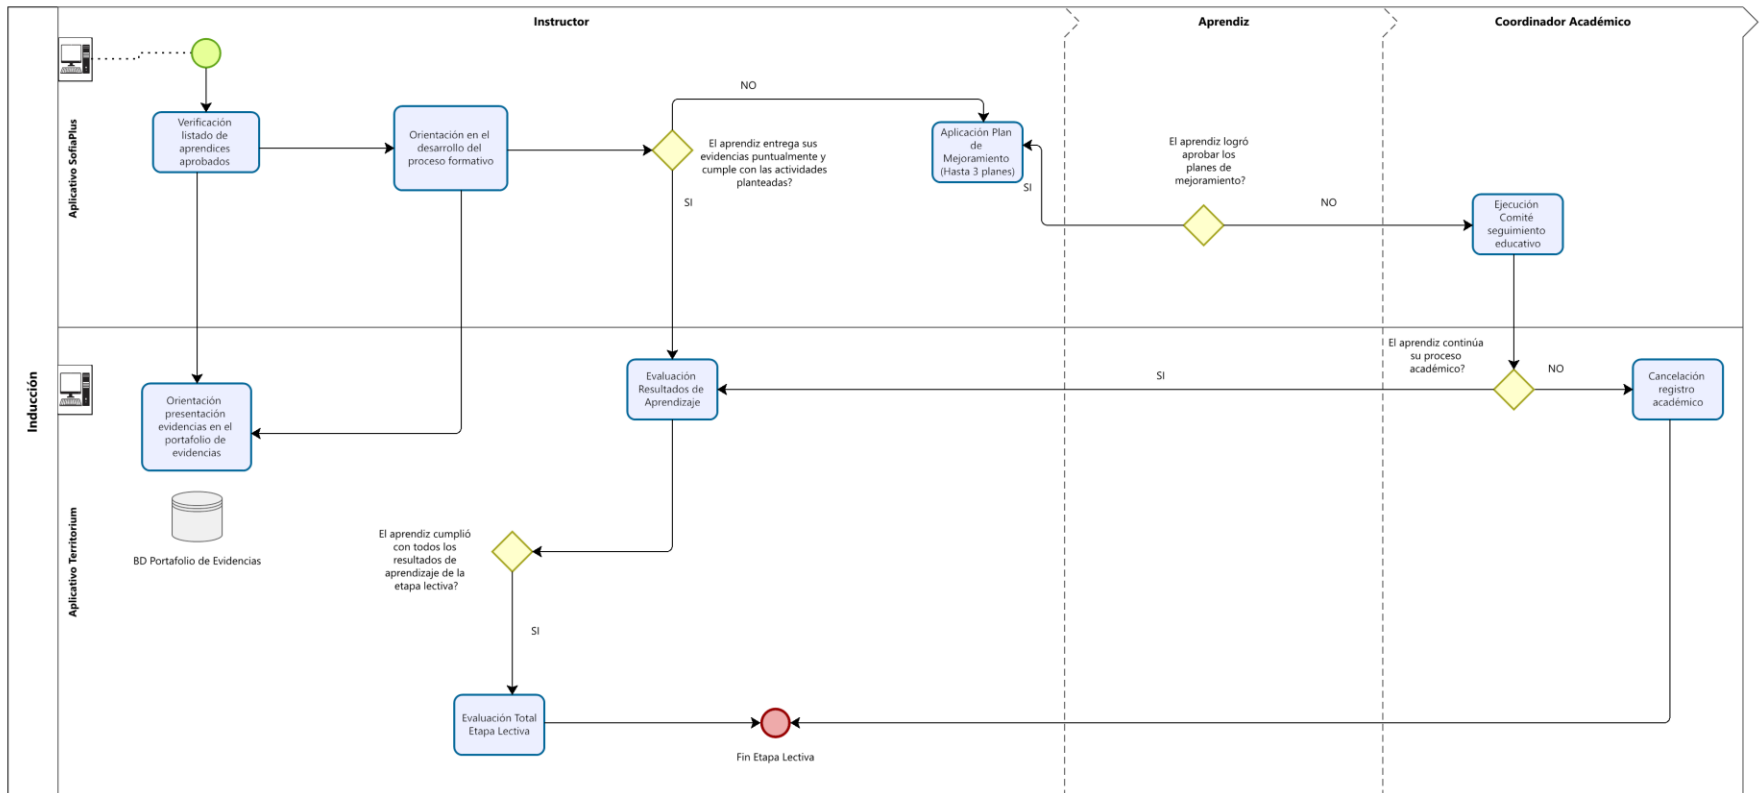 Instructor
Aprendiz
Coordinador Académico
Inducción
Aplicativo SofiaPlus
Verificación
listado de
aprendices
aprobados
Orientación en el
desarrollo del
proceso formativo
NO
El aprendiz entrega sus
evidencias puntualmente y
cumple con las actividades
planteadas?
SI
Aplicación Plan
de
Mejoramiento
(Hasta 3 planes)
SI
El aprendiz logró
aprobar los
planes de
mejoramiento?
NO
Ejecución
Comité
seguimiento
educativo
Aplicativo Territorium
Orientación
presentación
evidencias en el
portafolio de
evidencias
BD Portafolio de Evidencias
Evaluación
Resultados de
Aprendizaje
SI
El aprendiz continúa
su proceso
académico?
NO
Cancelación
registro
académico
El aprendiz cumplió
con todos los
resultados de
aprendizaje de la
etapa lectiva?
SI
Evaluación Total
Etapa Lectiva
Fin Etapa Lectiva